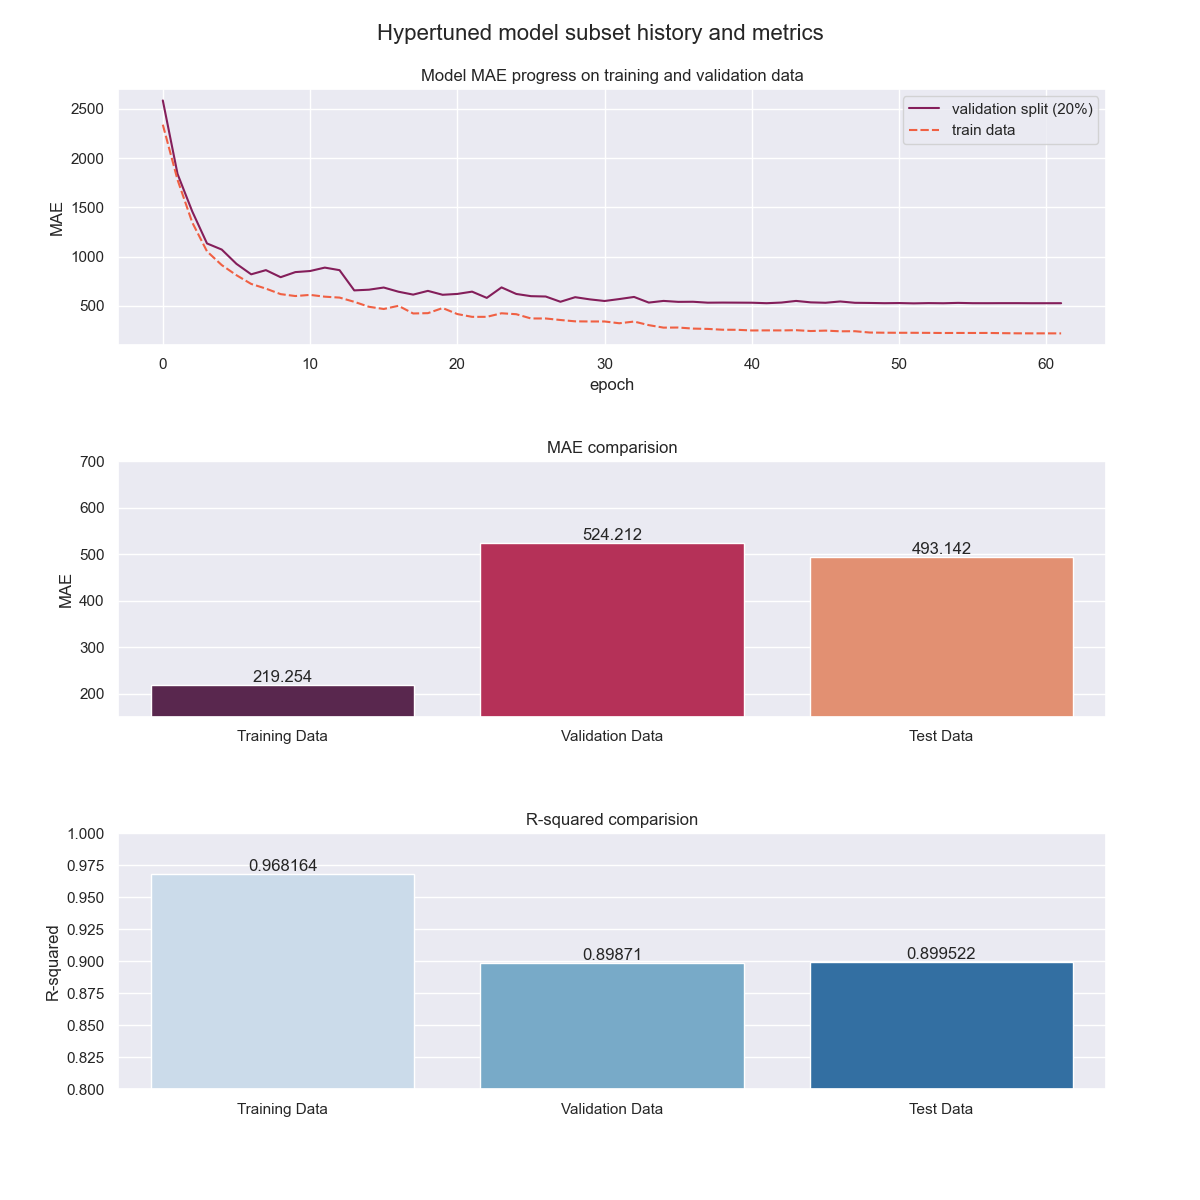 Hypertuned model subset history and metrics
Model MAE progress on training and validation data
2500
2000
1500
1000
500
MAE
validation split (20%)
train data
0 10 20 30 40 50 60
epoch
MAE comparision
700
600
500
400
300
200
MAE
219.254
524.212
493.142
Training Data Validation Data Test Data
R-squared comparision
1.000
0.975
0.950
0.925
0.900
0.875
0.850
0.825
0.800
R-squared
0.968164
0.89871
0.899522
Training Data Validation Data Test Data